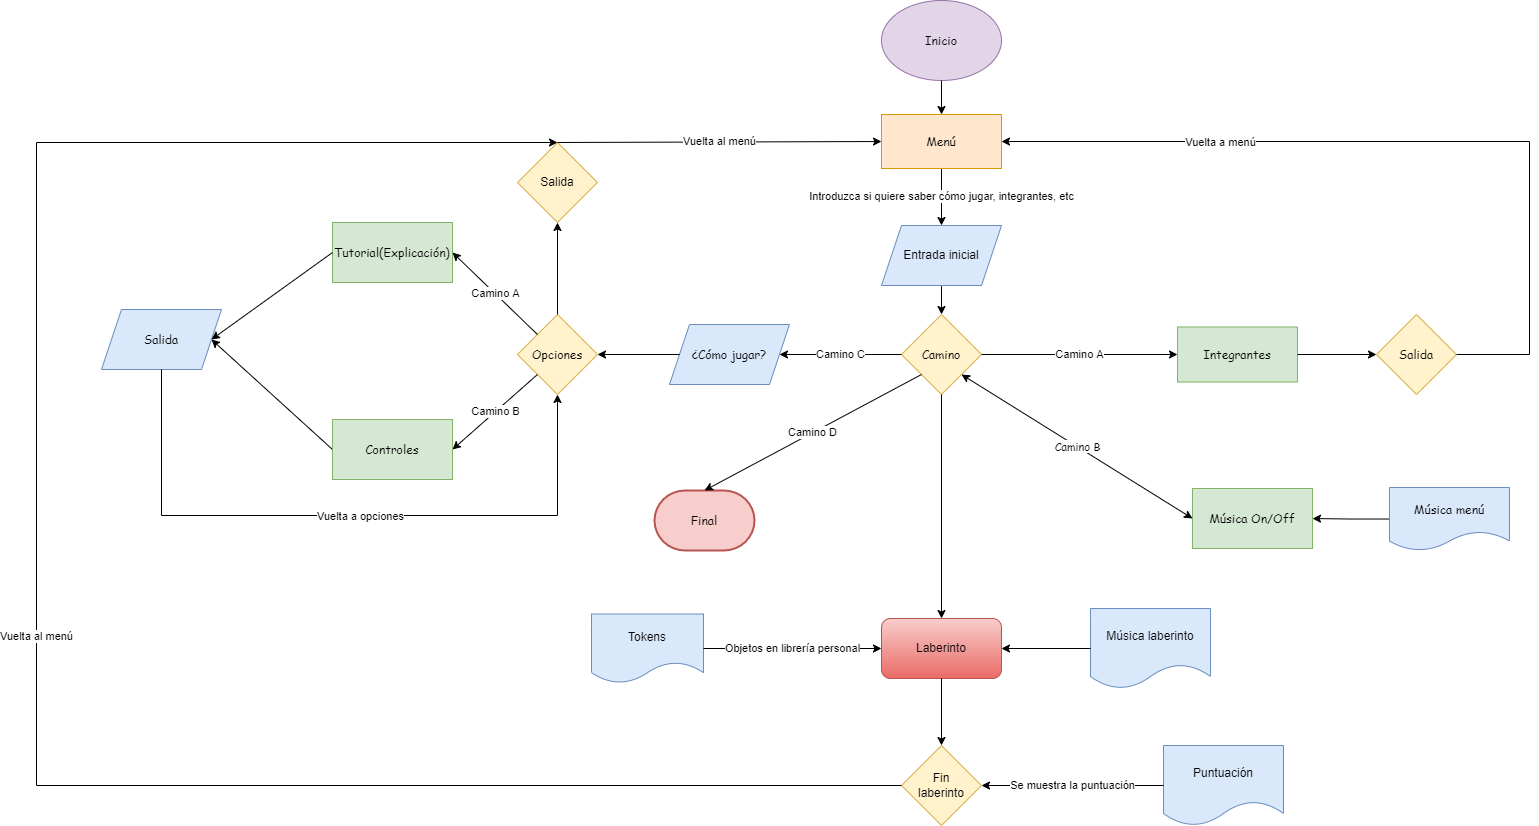 Inicio
Vuelta al menú
Menú
Vuelta a menú
Salida
Introduzca si quiere saber cómo jugar, integrantes, etc
Tutorial(Explicación)
Entrada inicial
Camino A
Salida
Opciones
¿Cómo jugar?
Camino C
Camino
Camino A
Integrantes
Salida
Camino B
Camino D
Camino B
Controles
Vuelta a opciones
Final
Música On/Off
Música menú
Vuelta al menú
Tokens
Objetos en librería personal
Laberinto
Música laberinto
Fin
laberinto
Se muestra la puntuación
Puntuación